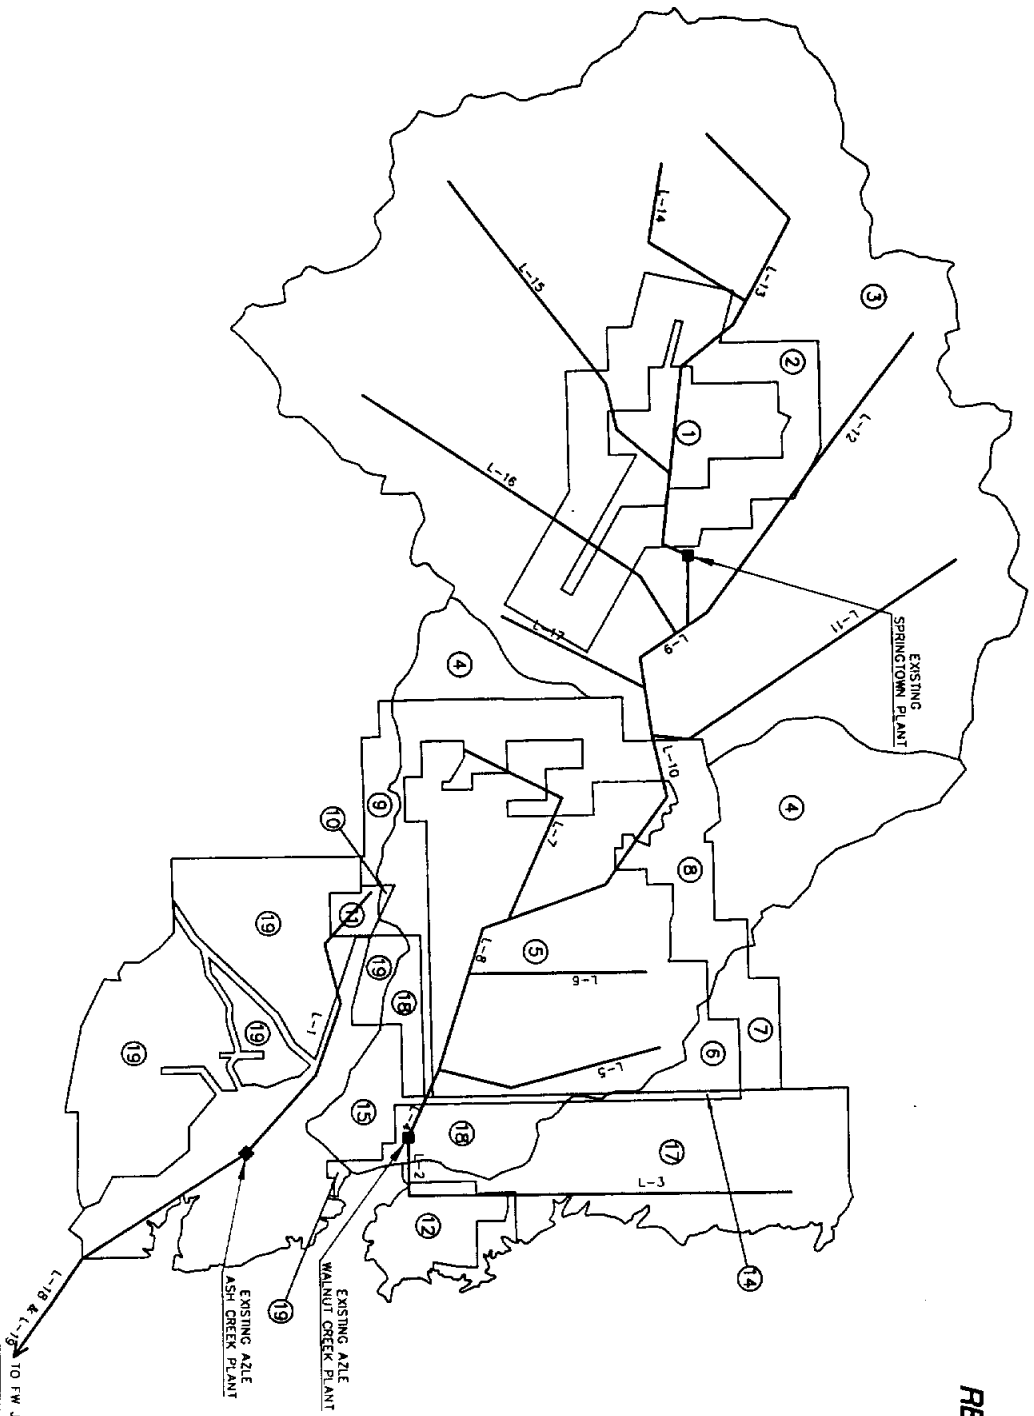 L-14
L-13
L-15
3
2
L-12
1
L-16
L-11
EXISTING
SPRINGTOWN PLANT
L-17
L-9
4
L-10
4
9
10
L-7
8
19
11
5
L-8
19
18
L-6
7
L-1
19
19
6
L-5
15
L-4
18
17
L-2
L-3
12
14
19
EXISTING AZLE
WALNUT CREEK PLANT
EXISTING AZLE
ASH CREEK PLANT
L-18 & L-19
TO FW